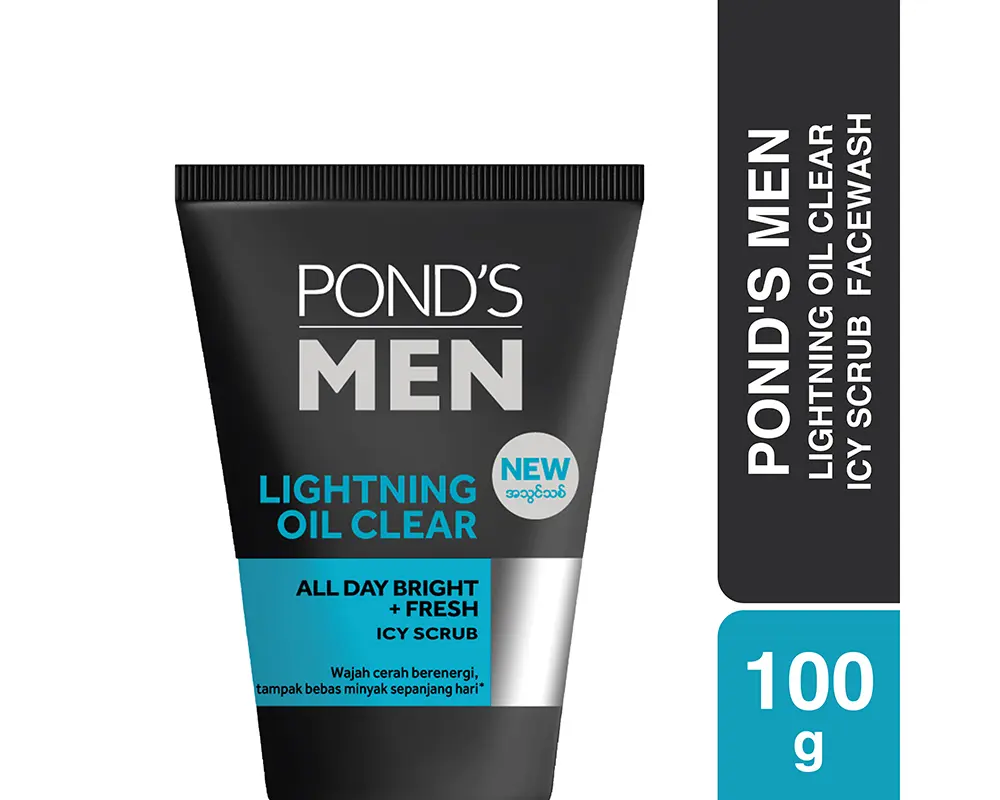 POND'S
MEN
LIGHTNING
OIL CLEAR
NEW
အသွင်သစ်
ALL DAY BRIGHT
+ FRESH
ICY SCRUB
Wajah cerah berenergi,
tampak bebas minyak sepanjang hari*
POND'S MEN
LIGHTNING OIL CLEAR
ICY SCRUB FACEWASH
100
g